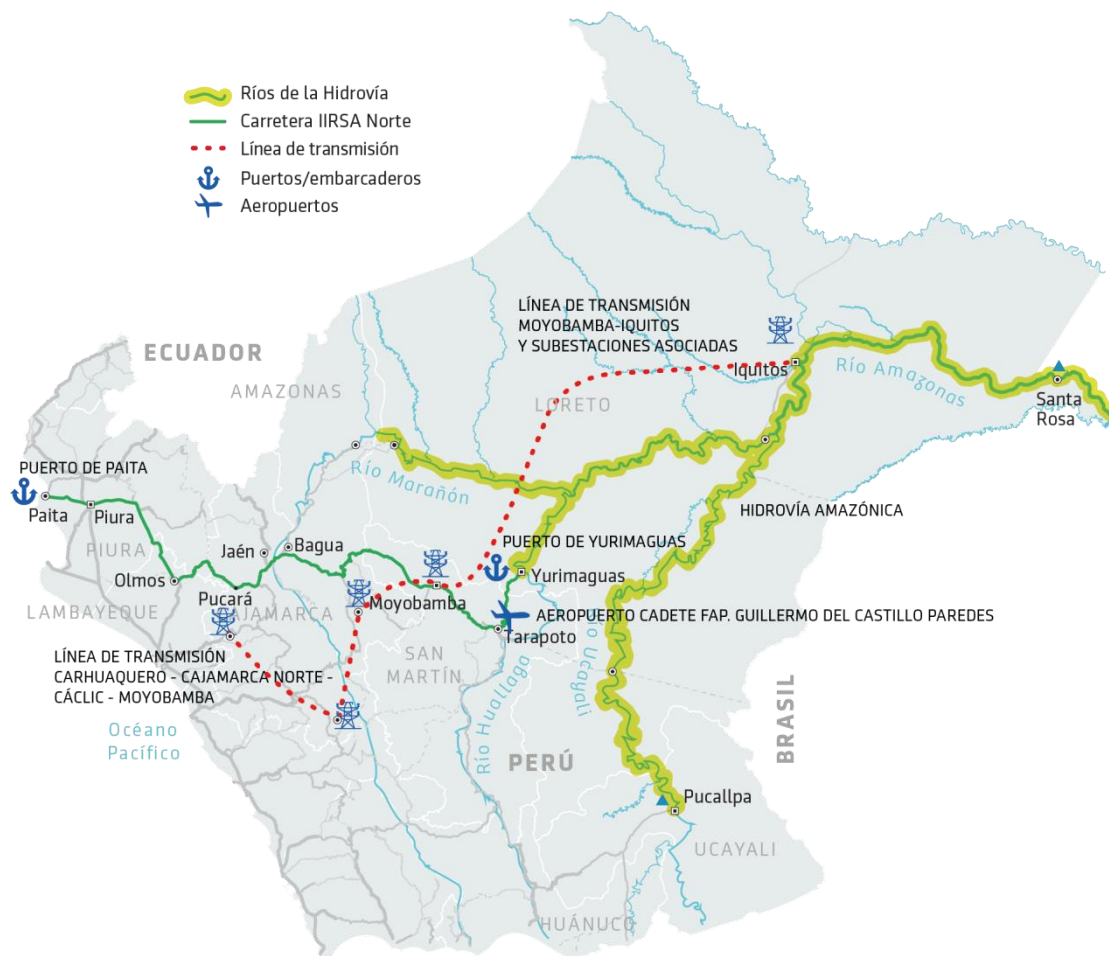 Ríos de la Hidrovía
Carretera IIRSA Norte
Línea de transmisión
Puertos/embarcaderos
Aeropuertos
LÍNEA DE TRANSMISIÓN
MOYOBAMBA-IQUITOS
Y SUBESTACIONES ASOCIADAS
ECUADOR
AMAZONAS
Iquitos
Río Amazonas
LORETO
Santa
Rosa
PUERTO DE PAITA
Río Marañón
Paita
Piura
HIDROVÍA AMAZÓNICA
PIURA
Jaén
Bagua
PUERTO DE YURIMAGUAS
Olmos
Yurimaguas
Pucará
Moyobamba
LAMBAYEQUE
CAJAMARCA
AEROPUERTO CADETE FAP. GUILLERMO DEL CASTILLO PAREDES
Tarapoto
LÍNEA DE TRANSMISIÓN
CARHUAQUERO - CAJAMARCA NORTE -
CÁCLIC - MOYOBAMBA
SAN
MARTÍN
Río Ucayali
Río Huallaga
Océano
Pacífico
PERÚ
BRASIL
Pucallpa
UCAYALI
HUÁNUCO